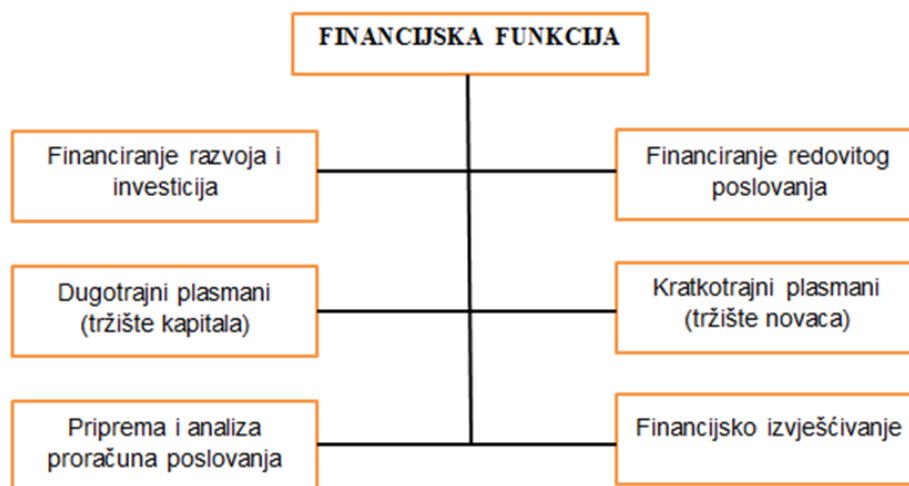 FINANCIJSKA FUNKCIJA
Financiranje razvoja i
investicija
Financiranje redovitog
poslovanja
Dugotrajni plasmani
(tržište kapitala)
Kratkotrajni plasmani
(tržište novaca)
Priprema i analiza
proračuna poslovanja
Financijsko izvješćivanje